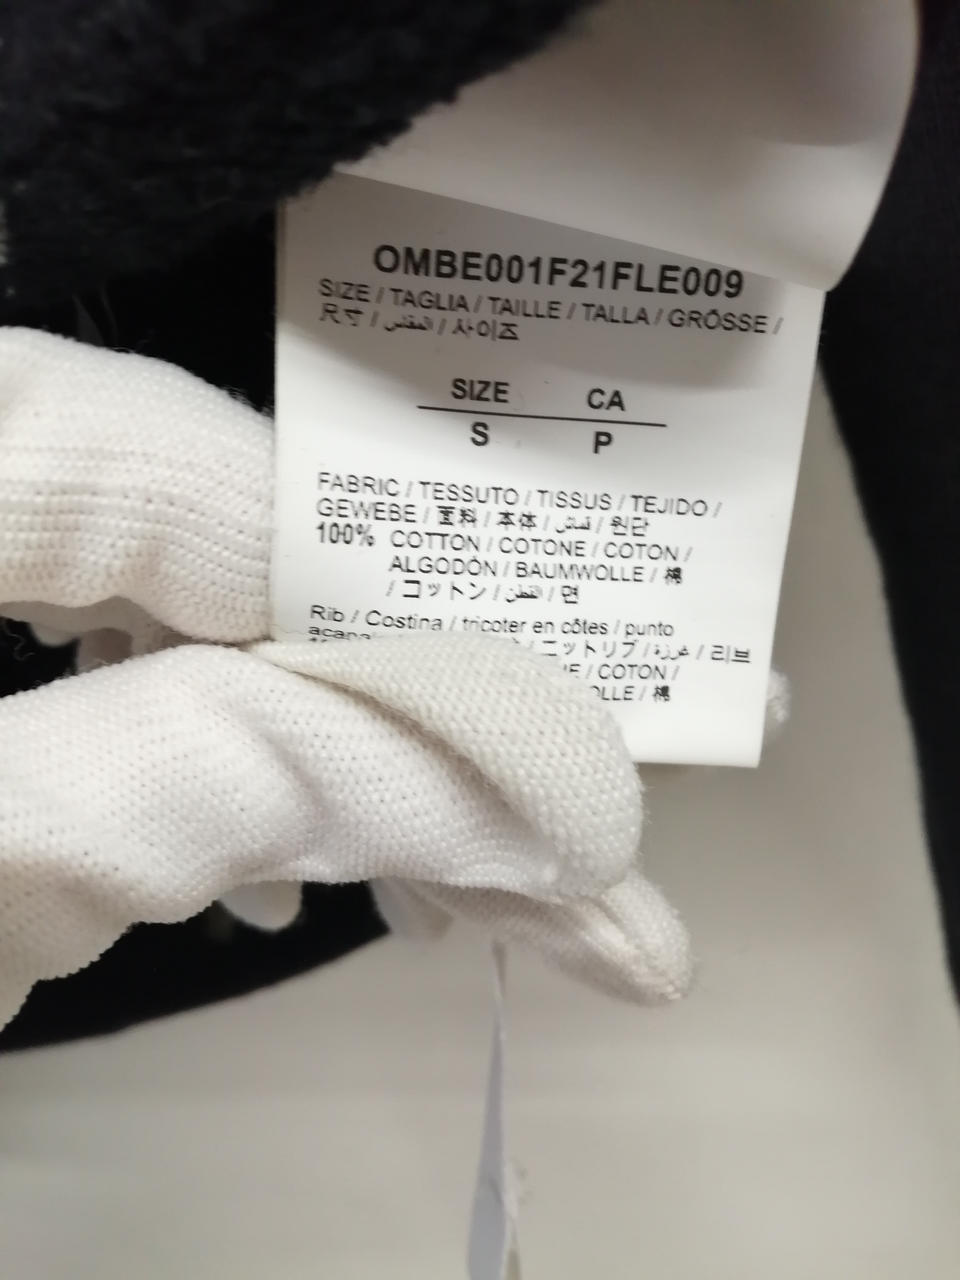 OMBE001F21FLE009
SIZE / TAGLIA / TAILLE / TALLA / GRÖSSE /
尺寸 / المقاس / 사이즈
SIZE CA
S P
FABRIC / TESSUTO / TISSUS / TEJIDO /
GEWEBE / 面料 / 本体 / قماش / 원단
100% COTTON / COTONE / COTON /
ALGODÓN / BAUMWOLLE / 棉
/ コットン / القطن / 면
Rib / Costina / tricoter en côtes / punto
ニットリブ / غرزة / 리브
/ COTON /
/ 棉